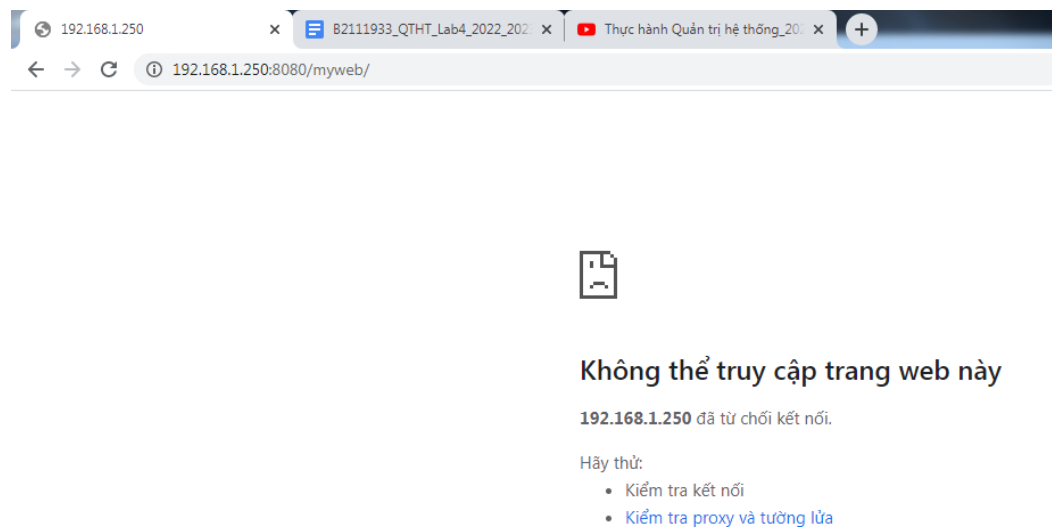 192.168.1.250
B2111933_QTHT_Lab4_2022_202
Thực hành Quản trị hệ thống_20
192.168.1.250:8080/myweb/
Không thể truy cập trang web này
192.168.1.250 đã từ chối kết nối.
Hãy thử:
• Kiểm tra kết nối
• Kiểm tra proxy và tường lửa